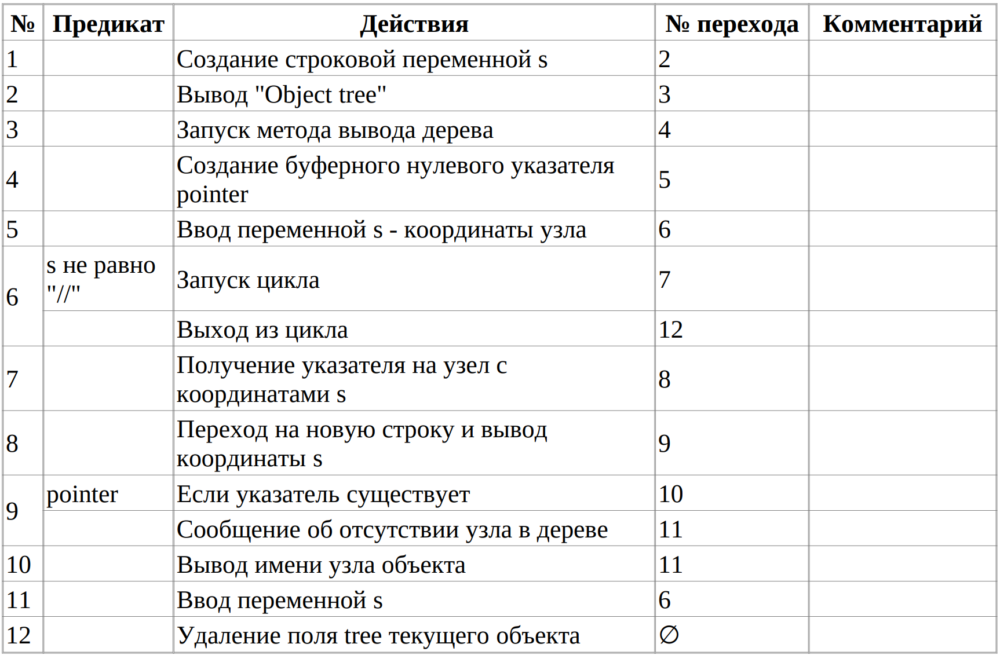 № Предикат Действия № перехода Комментарий
1 Создание строковой переменной s 2
2 Вывод "Object tree" 3
3 Запуск метода вывода дерева 4
4 Создание буферного нулевого указателя
pointer 5
5 Ввод переменной s - координаты узла 6
6 s не равно
"//" Запуск цикла 7
Выход из цикла 12
7 Получение указателя на узел с
координатами s 8
8 Переход на новую строку и вывод
координаты s 9
9 pointer Если указатель существует 10
Сообщение об отсутствии узла в дереве 11
10 Вывод имени узла объекта 11
11 Ввод переменной s 6
12 Удаление поля tree текущего объекта ∅